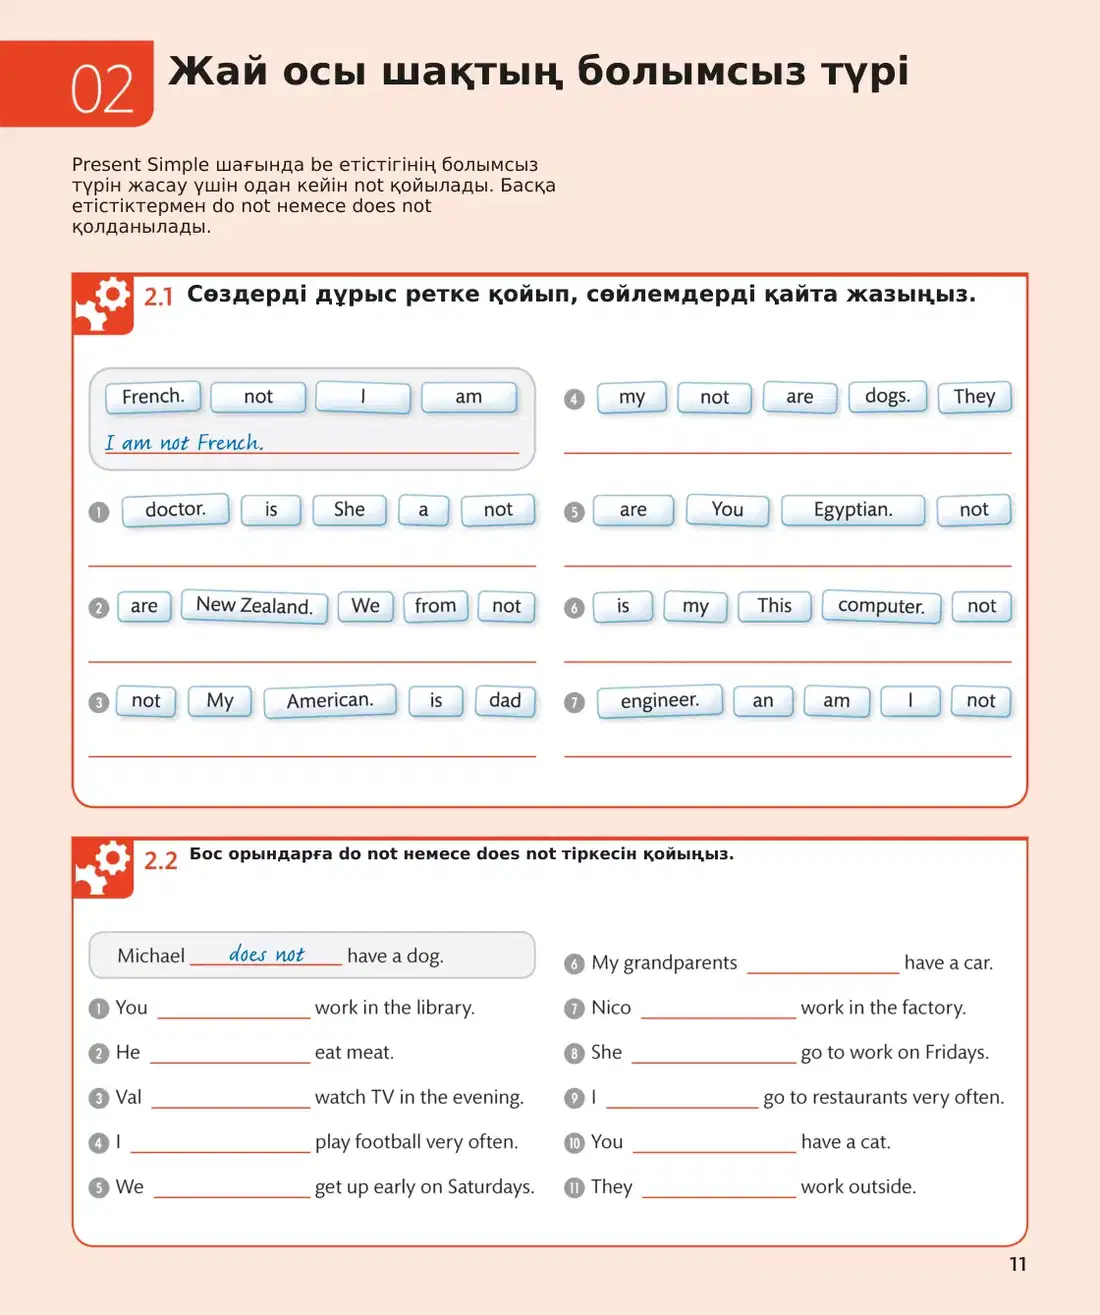 02
Жай осы шақтың болымсыз түрі
Present Simple шағында be етістігінің болымсыз
түрін жасау үшін одан кейін not қойылады. Басқа
етістіктермен do not немесе does not
қолданылады.
2.1 Сөздерді дұрыс ретке қойып, сөйлемдерді қайта жазыңыз.
French. not I am
I am not French.
1 doctor. is She a not
2 are New Zealand. We from not
3 not My American. is dad
4 my not are dogs. They
5 are You Egyptian. not
6 is my This computer. not
7 engineer. an am I not
2.2 Бос орындарға do not немесе does not тіркесін қойыңыз.
Michael does not have a dog.
1 You work in the library.
2 He eat meat.
3 Val watch TV in the evening.
4 I play football very often.
5 We get up early on Saturdays.
6 My grandparents have a car.
7 Nico work in the factory.
8 She go to work on Fridays.
9 I go to restaurants very often.
10 You have a cat.
11 They work outside.
11